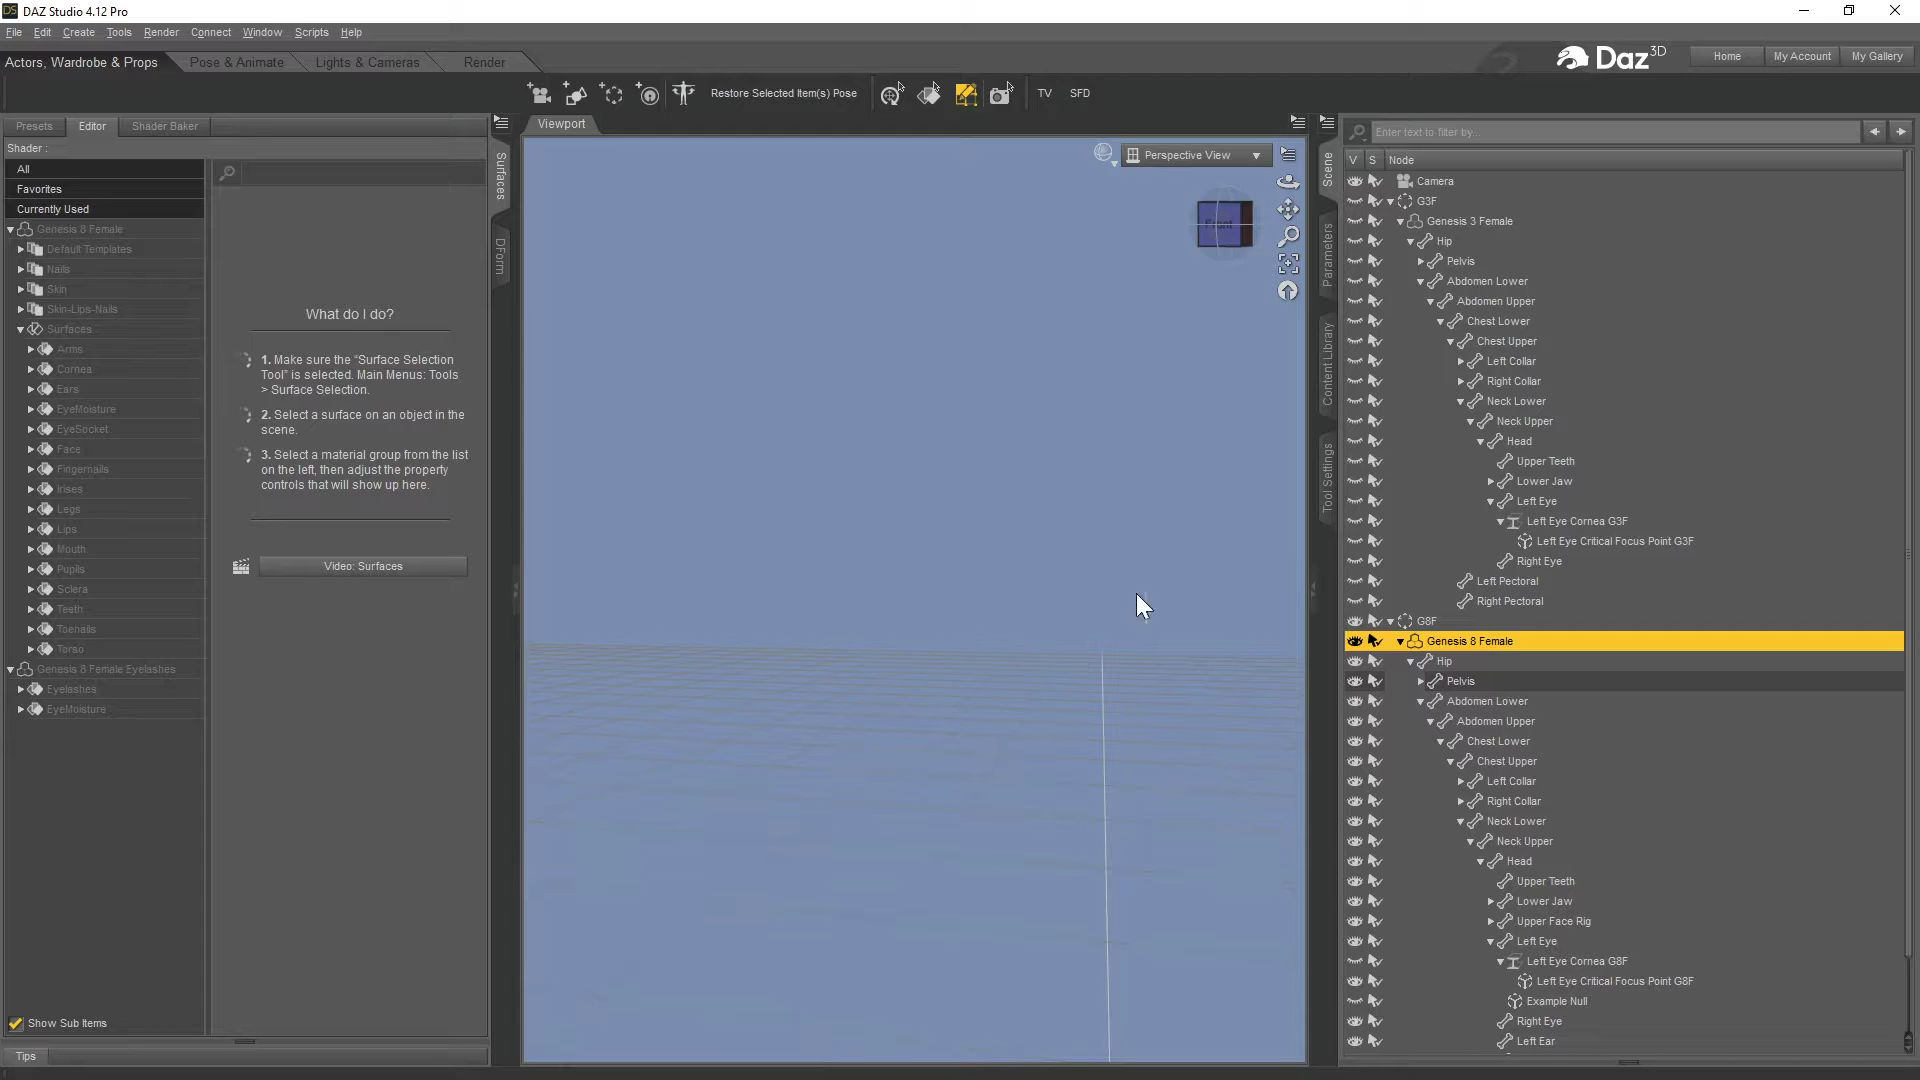 DAZ Studio 4.12 Pro
File Edit Create Tools Render Connect Window Scripts Help
Actors, Wardrobe & Props Pose & Animate Lights & Cameras Render
Daz 3D
Home My Account My Gallery
Restore Selected Item(s) Pose TV SFD
Presets Editor Shader Baker
Shader :
All
Favorites
Currently Used
Genesis 8 Female
Default Templates
Nails
Skin
Skin-Lips-Nails
Surfaces
Arms
Cornea
Ears
EyeMoisture
EyeSocket
Face
Fingernails
Irises
Legs
Lips
Mouth
Pupils
Sclera
Teeth
Toenails
Torso
Genesis 8 Female Eyelashes
Eyelashes
EyeMoisture
Show Sub Items
Tips
What do I do?
1. Make sure the “Surface Selection
Tool” is selected. Main Menus: Tools
> Surface Selection.
2. Select a surface on an object in the
scene.
3. Select a material group from the list
on the left, then adjust the property
controls that will show up here.
Video: Surfaces
Surfaces
DForm
Viewport
Perspective View
Front
Scene
Parameters
Content Library
Tool Settings
Enter text to filter by...
V S Node
Camera
G3F
Genesis 3 Female
Hip
Pelvis
Abdomen Lower
Abdomen Upper
Chest Lower
Chest Upper
Left Collar
Right Collar
Neck Lower
Neck Upper
Head
Upper Teeth
Lower Jaw
Left Eye
Left Eye Cornea G3F
Left Eye Critical Focus Point G3F
Right Eye
Left Pectoral
Right Pectoral
G8F
Genesis 8 Female
Hip
Pelvis
Abdomen Lower
Abdomen Upper
Chest Lower
Chest Upper
Left Collar
Right Collar
Neck Lower
Neck Upper
Head
Upper Teeth
Lower Jaw
Upper Face Rig
Left Eye
Left Eye Cornea G8F
Left Eye Critical Focus Point G8F
Example Null
Right Eye
Left Ear